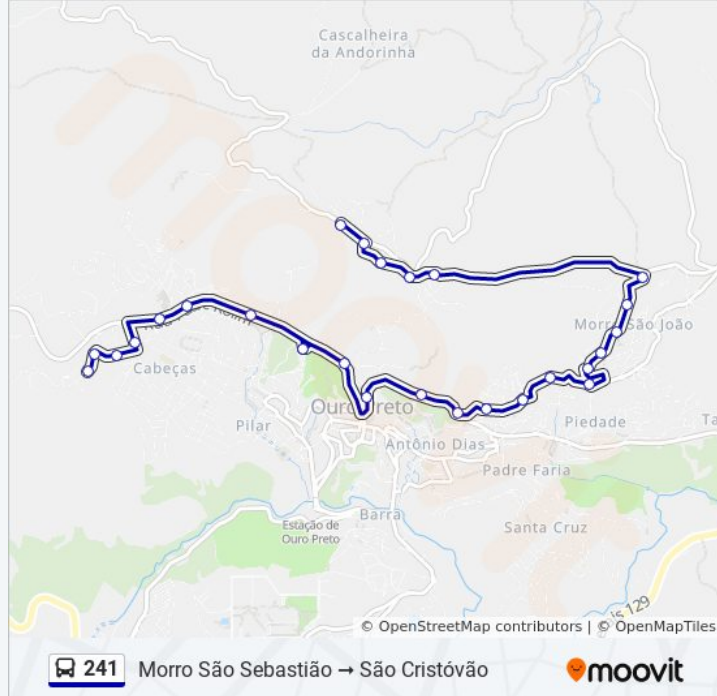 Cascalheira
da Andorinha
Morro São João
Cabeças
Ouro Preto
Pilar
Piedade
Antônio Dias
Padre Faria
Barra
Santa Cruz
Estação de
Ouro Preto
129
© OpenStreetMap contributors | © OpenMapTiles
241 Morro São Sebastião → São Cristóvão moovit